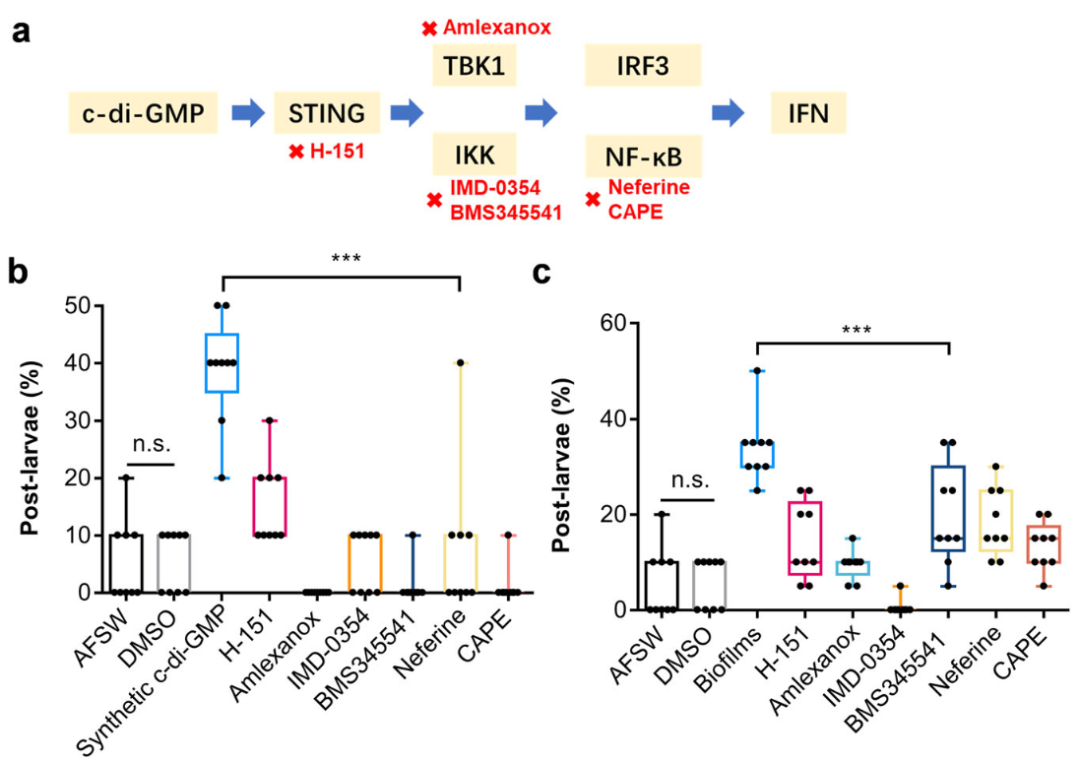 a
✖ Amlexanox
TBK1
IRF3
c-di-GMP
STING
IFN
✖ H-151
IKK
NF-κB
✖ IMD-0354
BMS345541
✖ Neferine
CAPE
b
***
Post-larvae (%)
50
40
30
20
10
0
n.s.
AFSW
DMSO
Synthetic c-di-GMP
H-151
Amlexanox
IMD-0354
BMS345541
Neferine
CAPE
c
***
Post-larvae (%)
60
40
20
0
n.s.
AFSW
DMSO
Biofilms
H-151
Amlexanox
IMD-0354
BMS345541
Neferine
CAPE